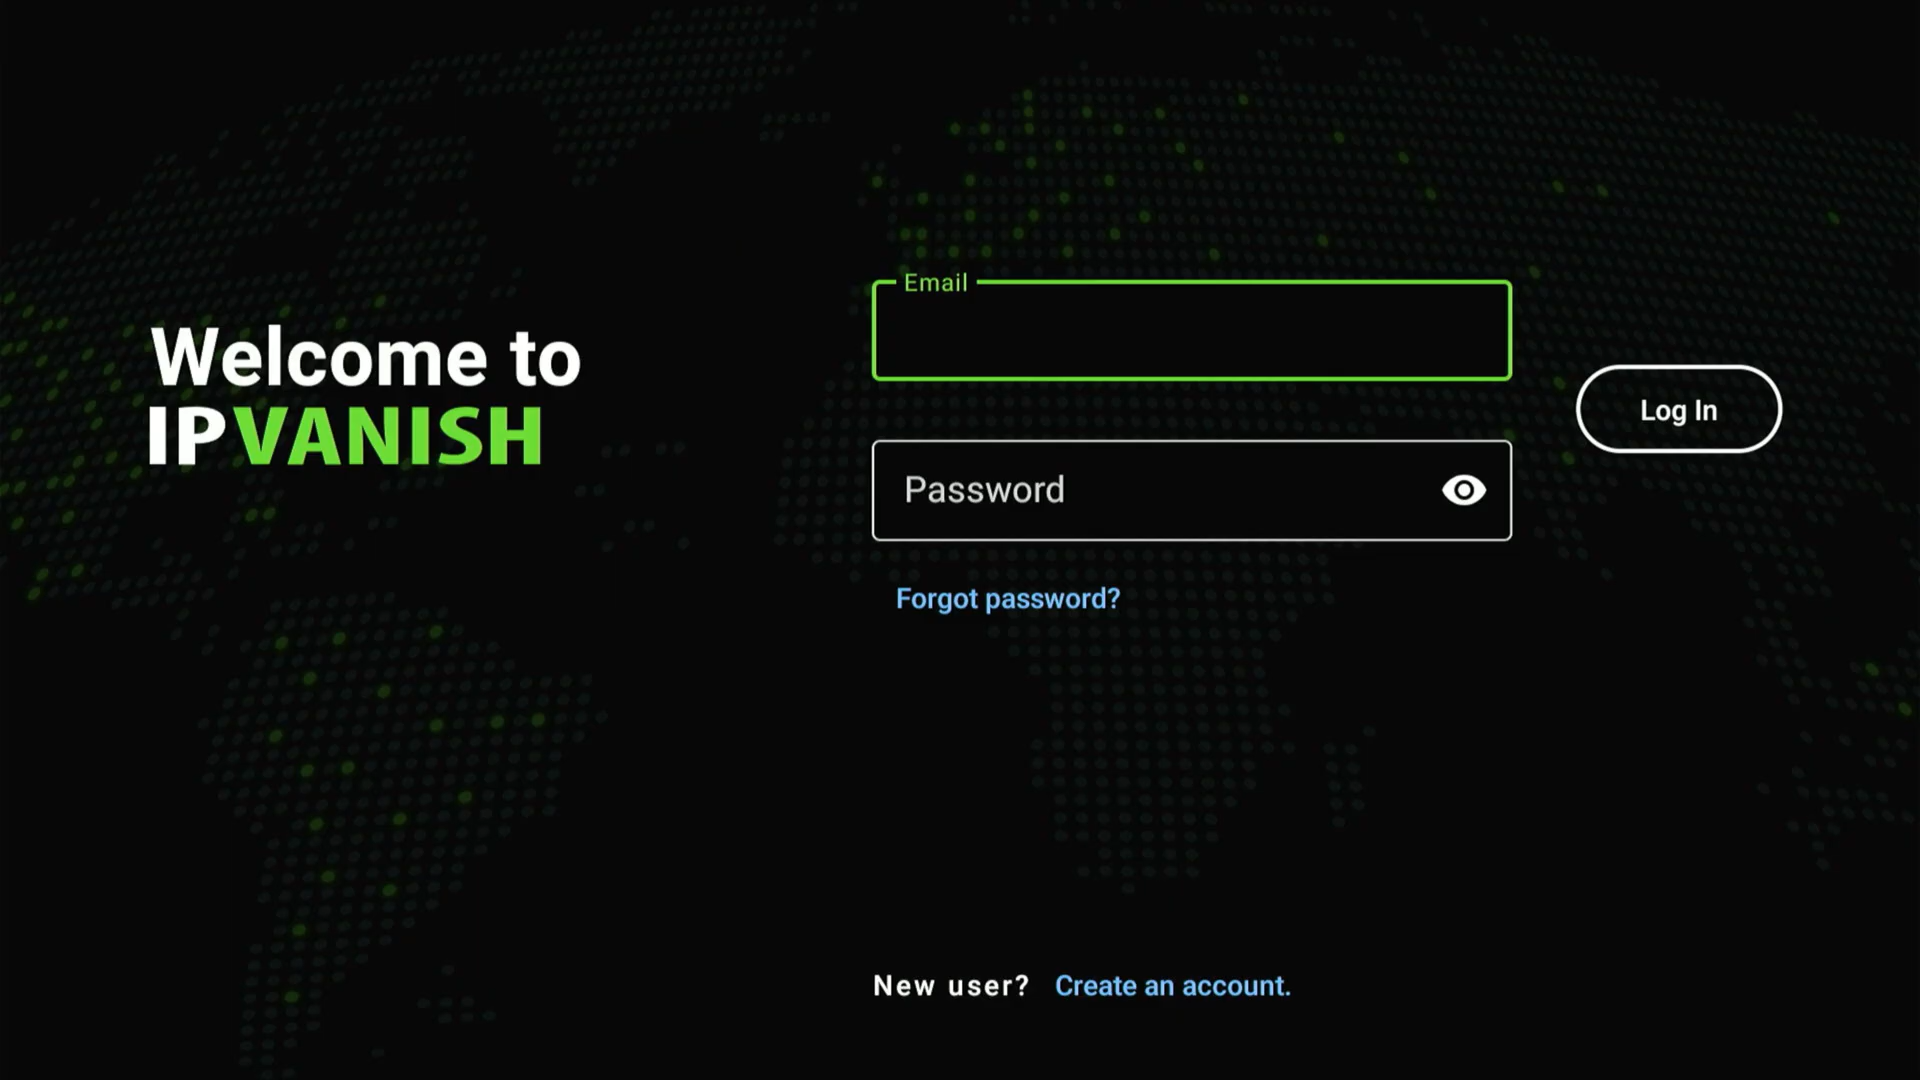 Welcome to
IPVANISH
Email
Password
Log In
Forgot password?
New user? Create an account.